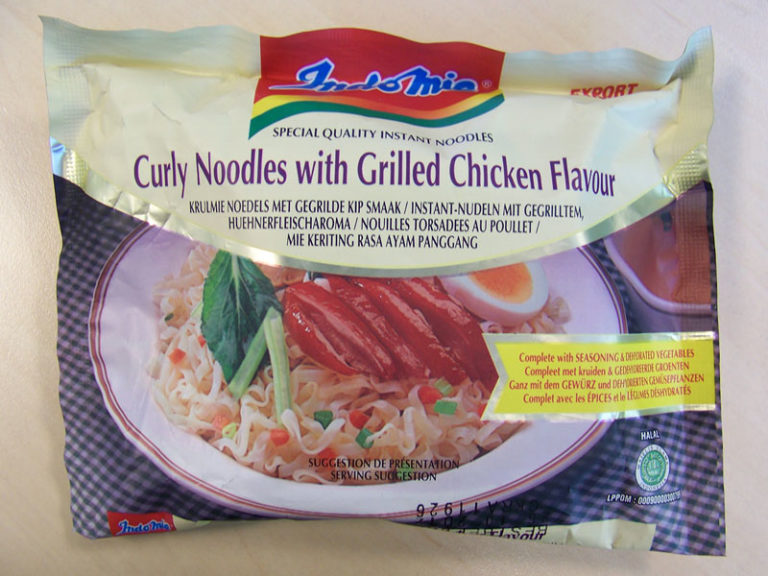 IndoMie®
EXPORT
SPECIAL QUALITY INSTANT NOODLES
Curly Noodles with Grilled Chicken Flavour
KRULMIE NOEDELS MET GEGRILDE KIP SMAAK / INSTANT-NUDELN MIT GEGRILLTEM,
HUEHNERFLEISCHAROMA / NOUILLES TORSADEES AU POULLET /
MIE KERITING RASA AYAM PANGGANG
Complete with SEASONING & DEHYDRATED VEGETABLES
Compleet met kruiden & GEDEHYDREERDE GROENTEN
Ganz mit dem GEWÜRZ und DEHYDRIERTEN GEMÜSEPFLANZEN
Complet avec les ÉPICES et le LÉGUMES DÉSHYDRATÉS
HALAL
LPPOM :
SUGGESTION DE PRÉSENTATION
SERVING SUGGESTION
IndoMie
Flavour